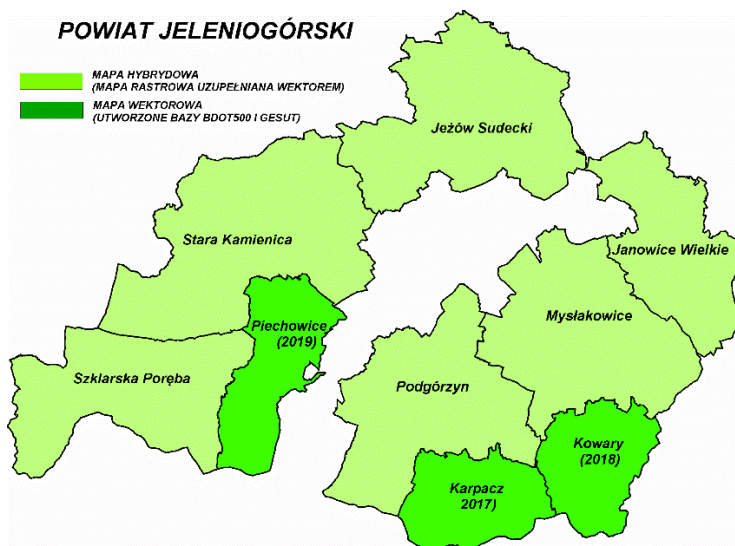 POWIAT JELENIOGÓRSKI
MAPA HYBRYDOWA
(MAPA RASTROWA UZUPEŁNIANA WEKTOREM)
MAPA WEKTOROWA
(UTWORZONE BAZY BDOT500 I GESUT)
Jeżów Sudecki
Stara Kamienica
Janowice Wielkie
Mysłakowice
Piechowice
(2019)
Szklarska Poręba
Podgórzyn
Kowary
(2018)
Karpacz
2017)